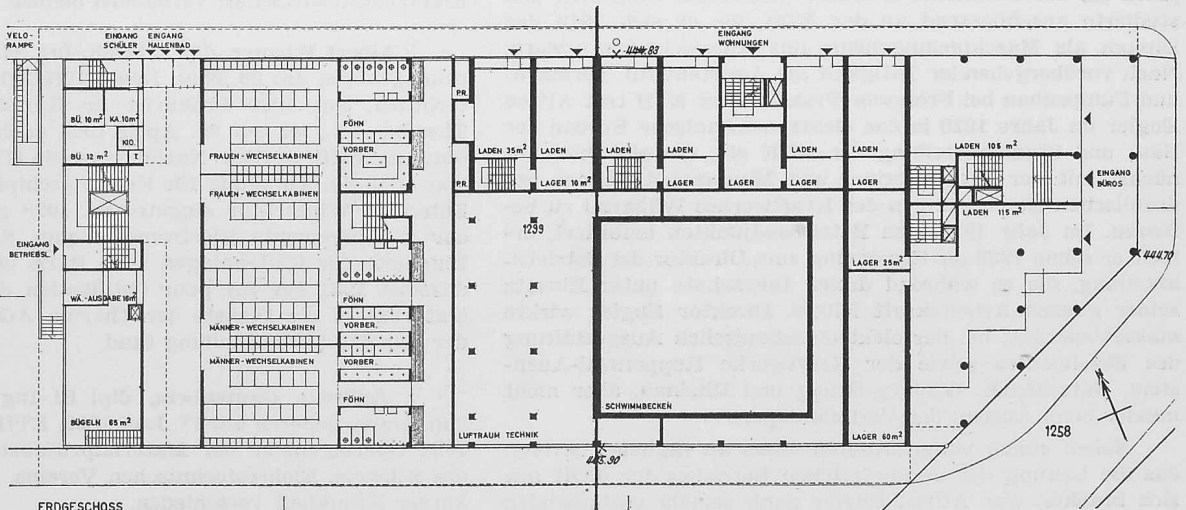 VELO-
RAMPE
EINGANG
SCHÜLER
EINGANG
HALLENBAD
444.83
EINGANG
WOHNUNGEN
BÜ. 10 m²
KA. 10 m²
KIO.
BÜ. 12 m²
T.
FRAUEN-WECHSELKABINEN
FRAUEN-WECHSELKABINEN
FÖHN
VORBER.
PR.
PR.
LADEN 35 m²
LADEN
LADEN
LADEN
LADEN
LADEN
LADEN 106 m²
LAGER 10 m²
LAGER
LAGER
LAGER
LAGER
LAGER
EINGANG
BÜROS
LADEN 115 m²
1299
EINGANG
BETRIEBSL.
444.70
LAGER 25 m²
WÄ.-AUSGABE 16 m²
FÖHN
MÄNNER-WECHSELKABINEN
VORBER.
MÄNNER-WECHSELKABINEN
VORBER.
FÖHN
SCHWIMMBECKEN
BÜGELN 65 m²
LUFTRAUM TECHNIK
LAGER 60 m²
1258
445.90
ERDGESCHOSS